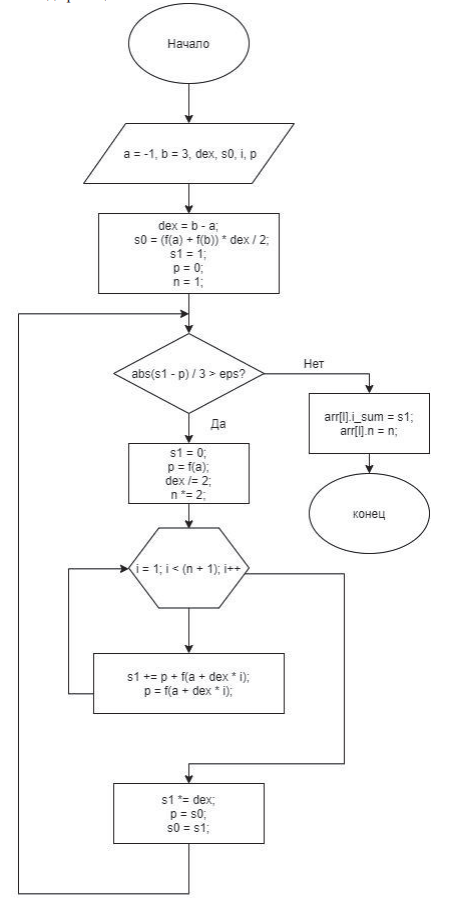 Начало
a = -1, b = 3, dex, s0, i, p
dex = b - a;
s0 = (f(a) + f(b)) * dex / 2;
s1 = 1;
p = 0;
n = 1;
abs(s1 - p) / 3 > eps?
Нет
arr[l].i_sum = s1;
arr[l].n = n;
Да
s1 = 0;
p = f(a);
dex /= 2;
n *= 2;
конец
i = 1; i < (n + 1); i++
s1 += p + f(a + dex * i);
p = f(a + dex * i);
s1 *= dex;
p = s0;
s0 = s1;